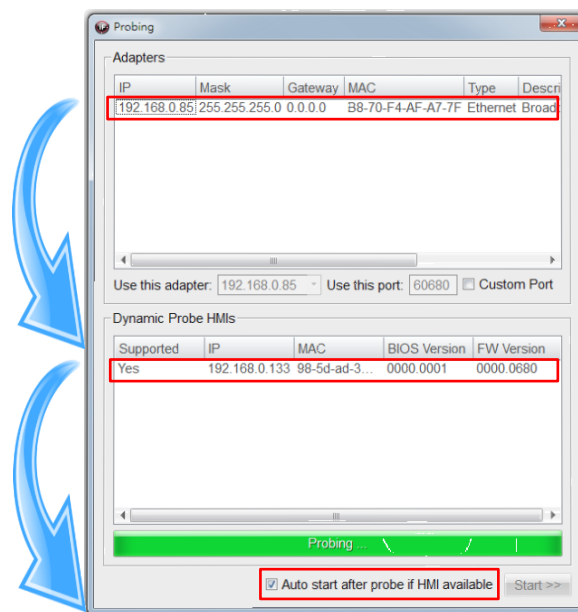 Probing
Adapters
IP Mask Gateway MAC Type Descri
192.168.0.85 255.255.255.0 0.0.0.0 B8-70-F4-AF-A7-7F Ethernet Broadc
Use this adapter: 192.168.0.85 Use this port: 60680 Custom Port
Dynamic Probe HMIs
Supported IP MAC BIOS Version FW Version
Yes 192.168.0.133 98-5d-ad-3... 0000.0001 0000.0680
Probing ...
Auto start after probe if HMI available Start >>